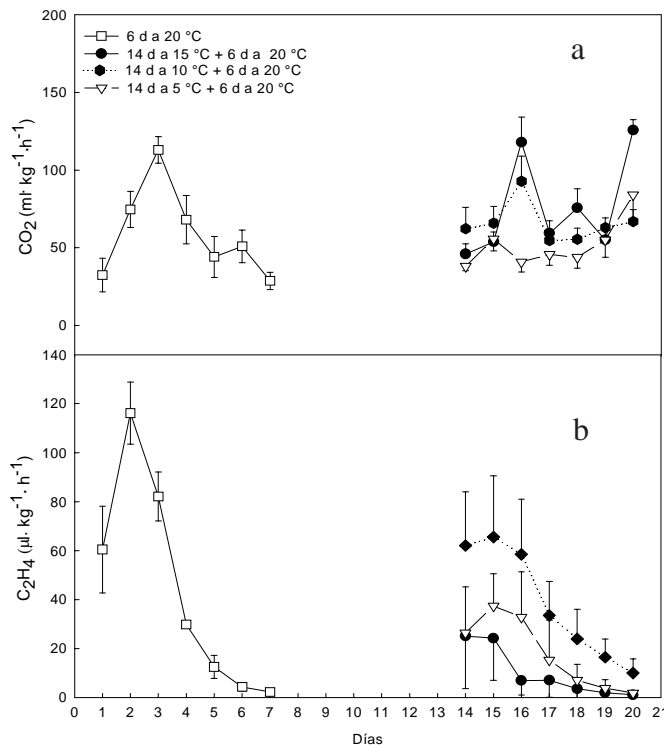 200
150
100
50
0
CO2 (ml· kg-1·h-1)
6 d a 20 °C
14 d a 15 °C + 6 d a 20 °C
14 d a 10 °C + 6 d a 20 °C
14 d a 5 °C + 6 d a 20 °C
a
140
120
100
80
60
40
20
0
C2H4 (µl· kg-1· h-1)
b
0 1 2 3 4 5 6 7 8 9 10 11 12 13 14 15 16 17 18 19 20 21
Días